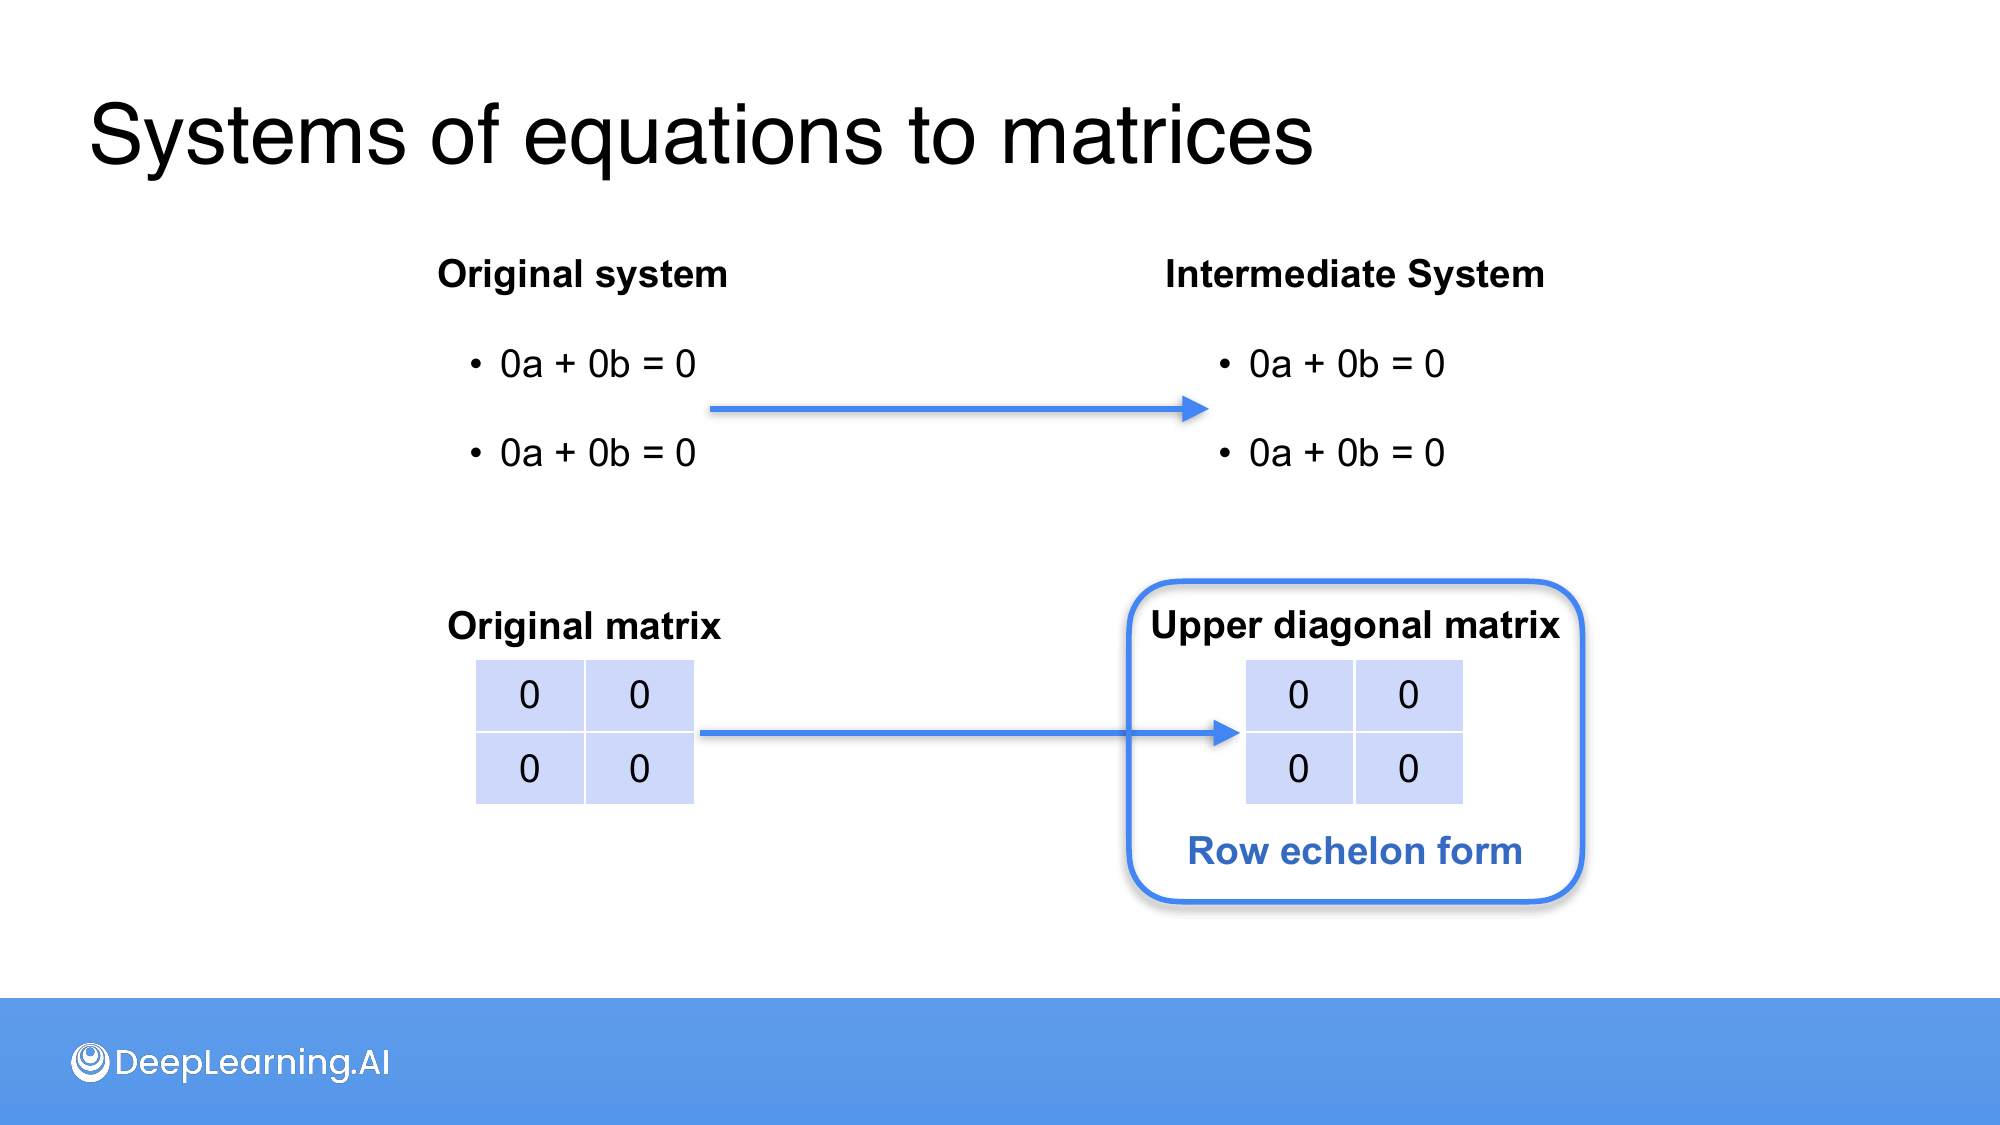 Systems of equations to matrices
Original system
• 0a + 0b = 0
• 0a + 0b = 0
Intermediate System
• 0a + 0b = 0
• 0a + 0b = 0
Original matrix
0 0
0 0
Upper diagonal matrix
0 0
0 0
Row echelon form
DeepLearning.AI